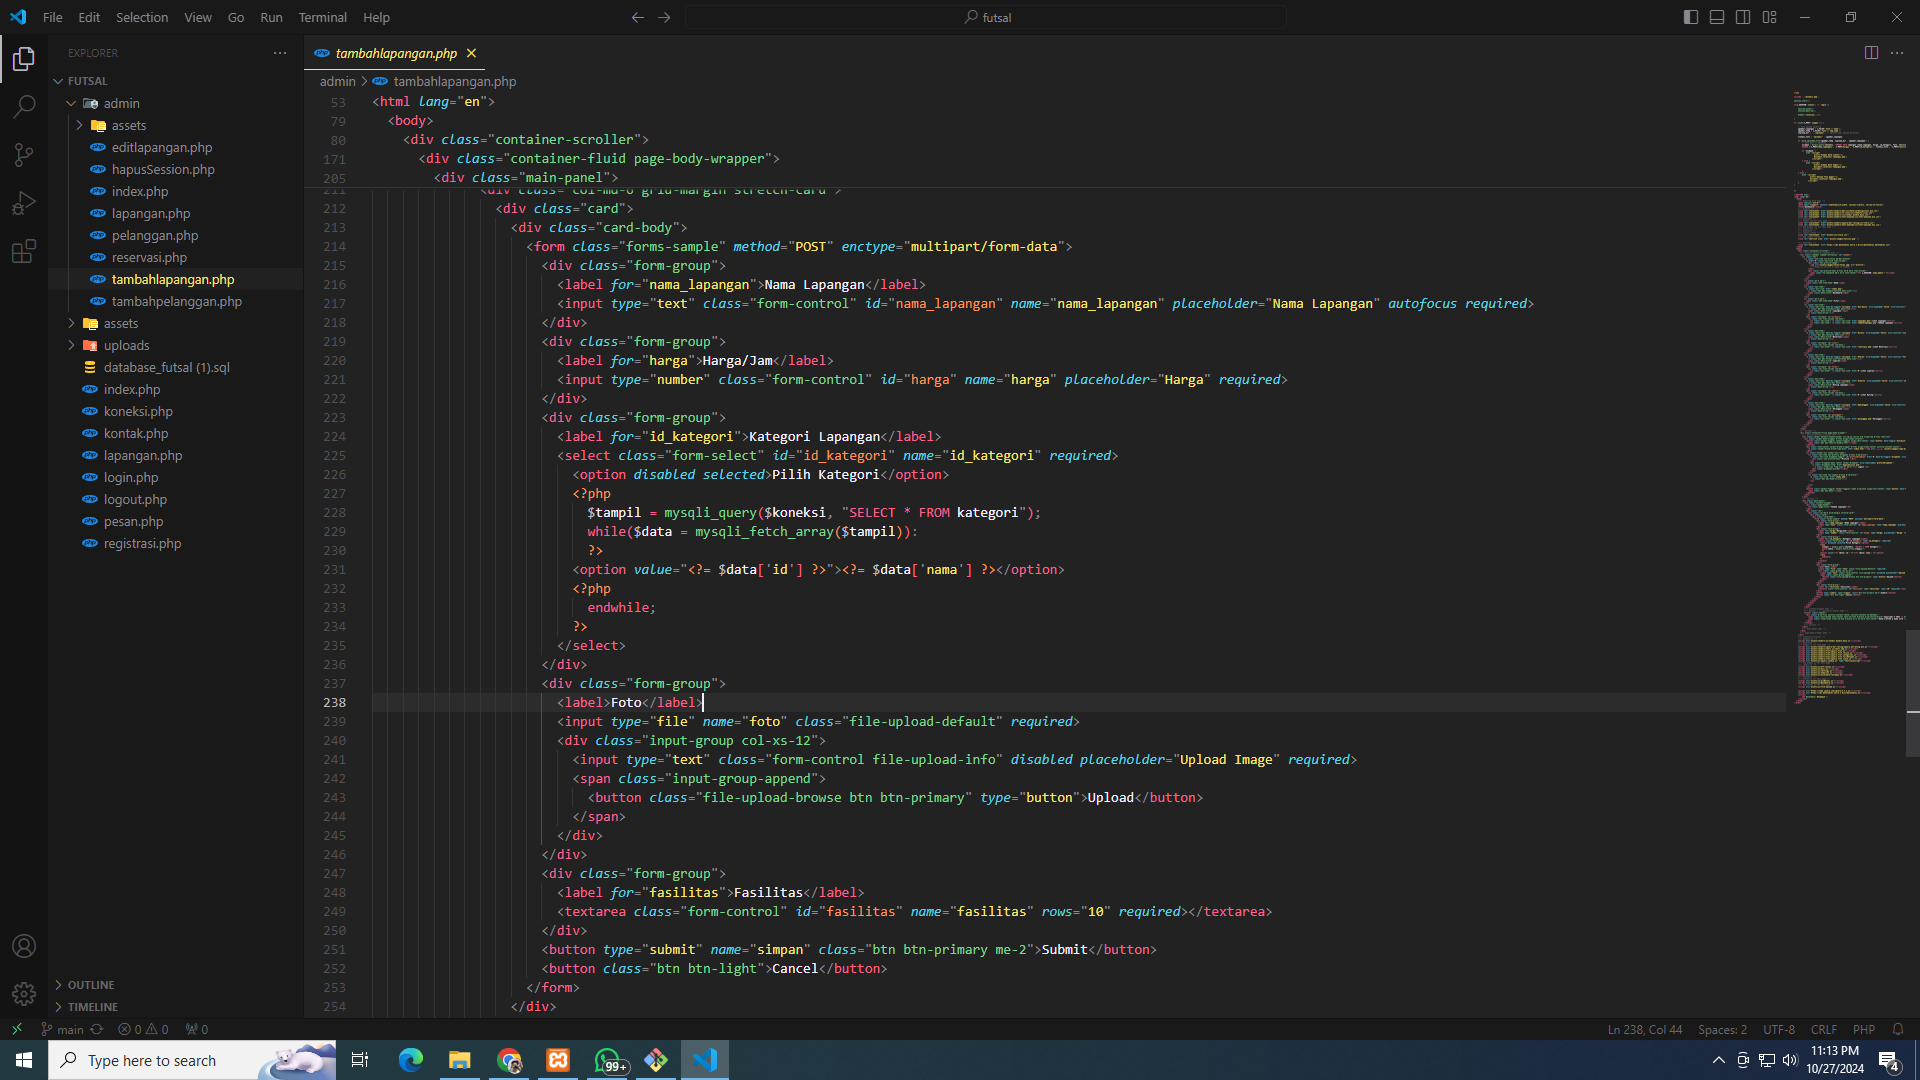 File Edit Selection View Go Run Terminal Help
futsal
EXPLORER
FUTSAL
admin
assets
editlapangan.php
hapusSession.php
index.php
lapangan.php
pelanggan.php
reservasi.php
tambahlapangan.php
tambahpelanggan.php
assets
uploads
database_futsal (1).sql
index.php
koneksi.php
kontak.php
lapangan.php
login.php
logout.php
pesan.php
registrasi.php
OUTLINE
TIMELINE
tambahlapangan.php
admin > tambahlapangan.php
53 <html lang="en">
79 <body>
80 <div class="container-scroller">
171 <div class="container-fluid page-body-wrapper">
205 <div class="main-panel">
211 <div class="col-md-6 grid-margin stretch-card">
212 <div class="card">
213 <div class="card-body">
214 <form class="forms-sample" method="POST" enctype="multipart/form-data">
215 <div class="form-group">
216 <label for="nama_lapangan">Nama Lapangan</label>
217 <input type="text" class="form-control" id="nama_lapangan" name="nama_lapangan" placeholder="Nama Lapangan" autofocus required>
218 </div>
219 <div class="form-group">
220 <label for="harga">Harga/Jam</label>
221 <input type="number" class="form-control" id="harga" name="harga" placeholder="Harga" required>
222 </div>
223 <div class="form-group">
224 <label for="id_kategori">Kategori Lapangan</label>
225 <select class="form-select" id="id_kategori" name="id_kategori" required>
226 <option disabled selected>Pilih Kategori</option>
227 <?php
228 $tampil = mysqli_query($koneksi, "SELECT * FROM kategori");
229 while($data = mysqli_fetch_array($tampil)):
230 ?>
231 <option value="<?= $data['id'] ?>"><?= $data['nama'] ?></option>
232 <?php
233 endwhile;
234 ?>
235 </select>
236 </div>
237 <div class="form-group">
238 <label>Foto</label>
239 <input type="file" name="foto" class="file-upload-default" required>
240 <div class="input-group col-xs-12">
241 <input type="text" class="form-control file-upload-info" disabled placeholder="Upload Image" required>
242 <span class="input-group-append">
243 <button class="file-upload-browse btn btn-primary" type="button">Upload</button>
244 </span>
245 </div>
246 </div>
247 <div class="form-group">
248 <label for="fasilitas">Fasilitas</label>
249 <textarea class="form-control" id="fasilitas" name="fasilitas" rows="10" required></textarea>
250 </div>
251 <button type="submit" name="simpan" class="btn btn-primary me-2">Submit</button>
252 <button class="btn btn-light">Cancel</button>
253 </form>
254 </div>
main 0 0 0
Ln 238, Col 44 Spaces: 2 UTF-8 CRLF PHP
Type here to search
99+
11:13 PM
10/27/2024
4